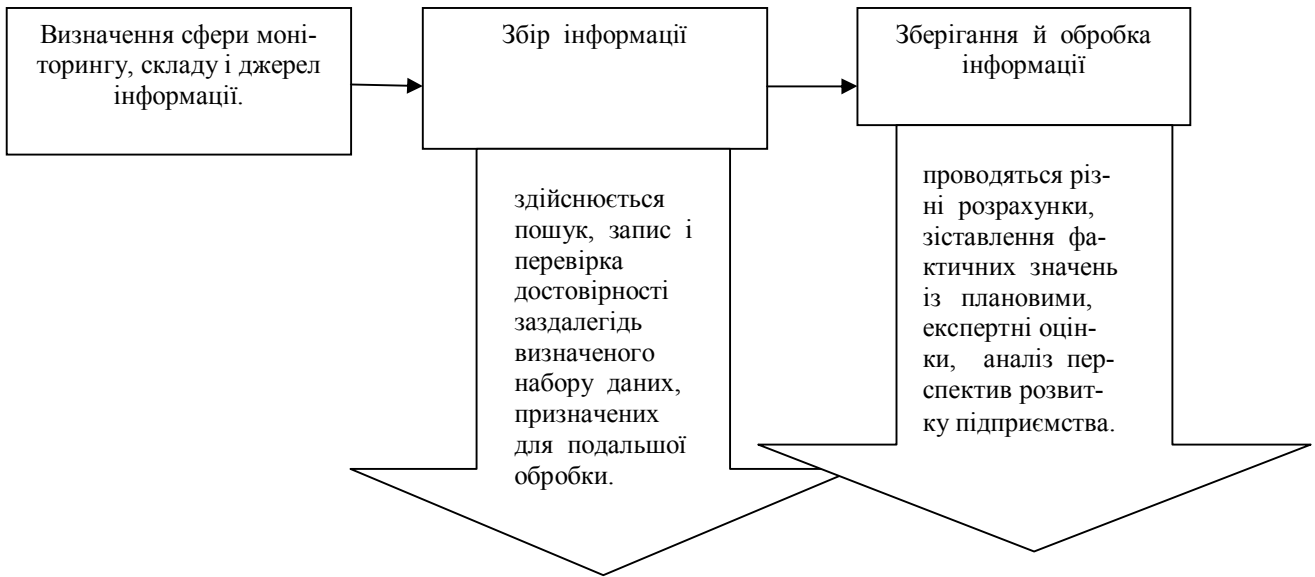 Визначення сфери моні-
торингу, складу і джерел
інформації.
Збір інформації
Зберігання й обробка
інформації
здійснюється
пошук, запис і
перевірка
достовірності
заздалегідь
визначеного
набору даних,
призначених
для подальшої
обробки.
проводяться різ-
ні розрахунки,
зіставлення фа-
ктичних значень
із плановими,
експертні оцін-
ки, аналіз пер-
спектив розвит-
ку підприємства.